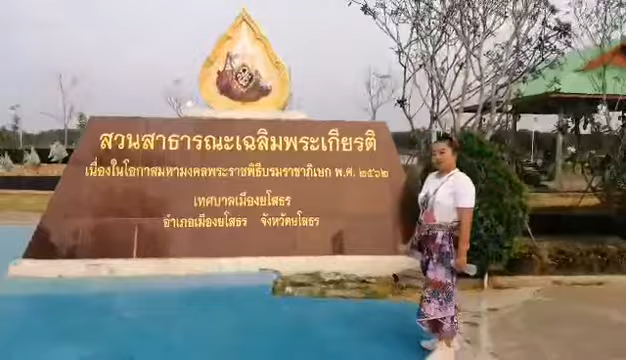 สวนสาธารณะเฉลิมพระเกียรติ
เนื่องในโอกาสมหามงคลพระราชพิธีบรมราชาภิเษก พ.ศ. ๒๕๖๒
เทศบาลเมืองยโสธร
อำเภอเมืองยโสธร จังหวัดยโสธร